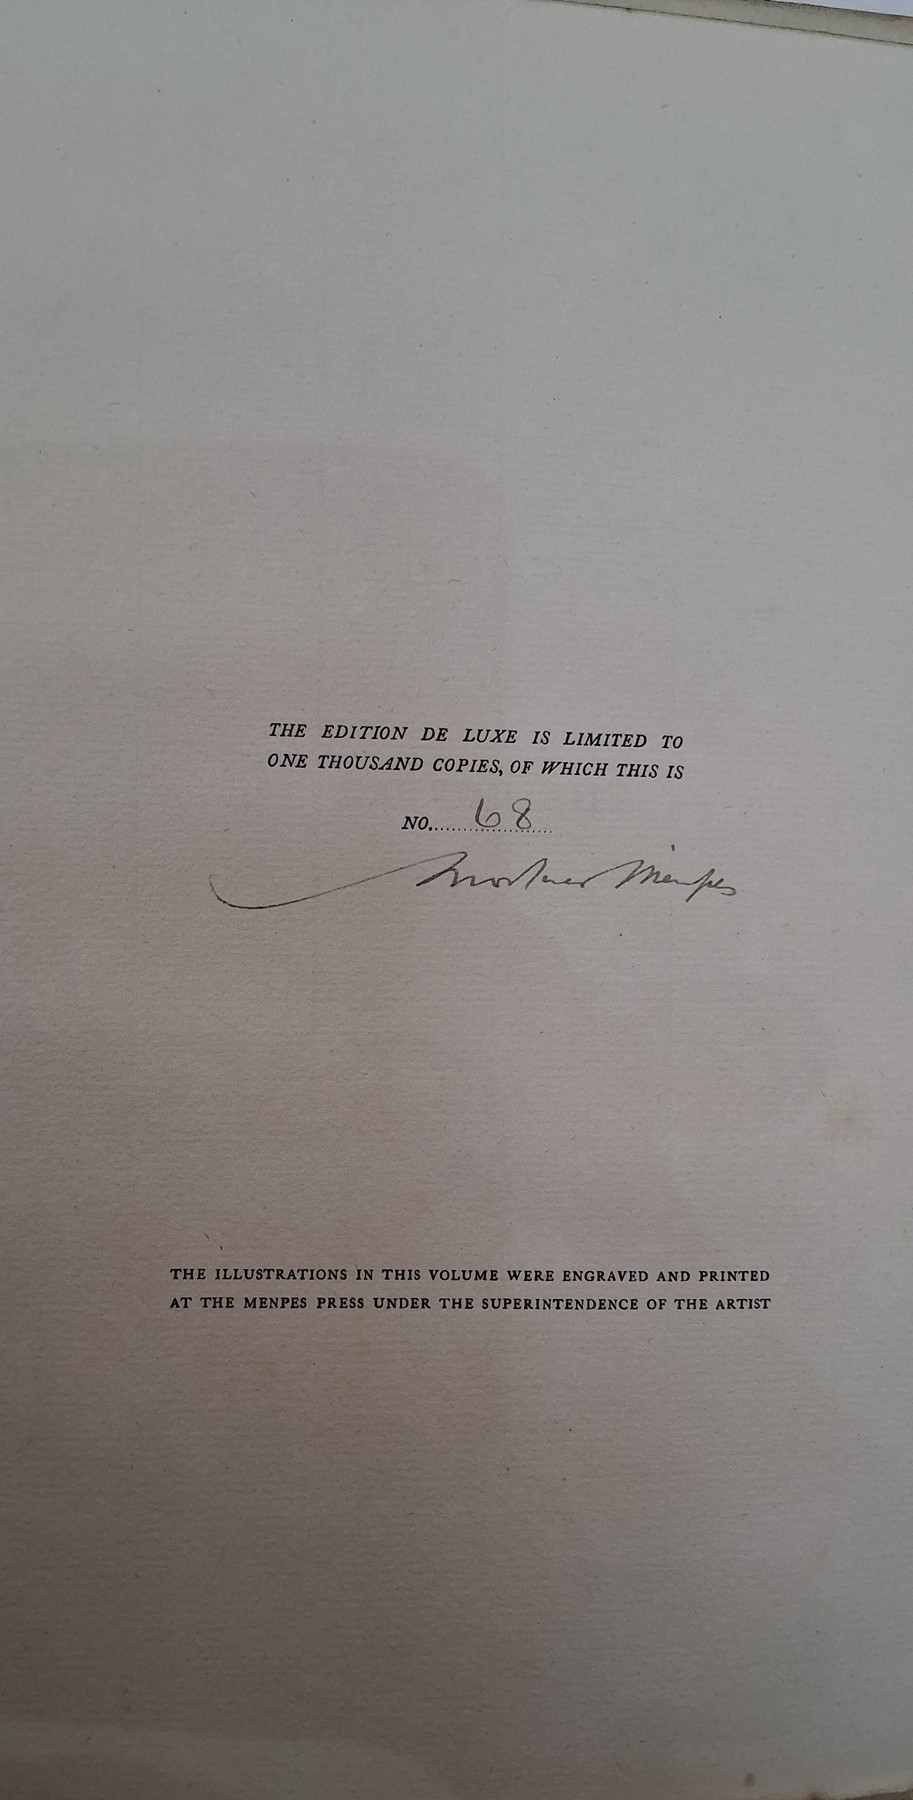 THE EDITION DE LUXE IS LIMITED TO
ONE THOUSAND COPIES, OF WHICH THIS IS
NO. 68
Mortimer Menpes
THE ILLUSTRATIONS IN THIS VOLUME WERE ENGRAVED AND PRINTED
AT THE MENPES PRESS UNDER THE SUPERINTENDENCE OF THE ARTIST